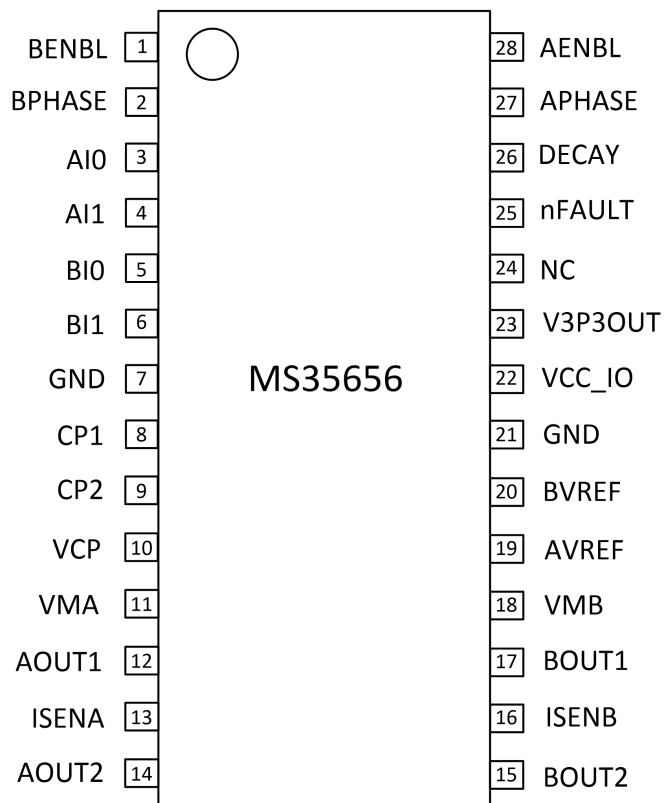 BENBL 1 28 AENBL
BPHASE 2 27 APHASE
AI0 3 26 DECAY
AI1 4 25 nFAULT
BI0 5 24 NC
BI1 6 23 V3P3OUT
GND 7 MS35656 22 VCC_IO
CP1 8 21 GND
CP2 9 20 BVREF
VCP 10 19 AVREF
VMA 11 18 VMB
AOUT1 12 17 BOUT1
ISENA 13 16 ISENB
AOUT2 14 15 BOUT2